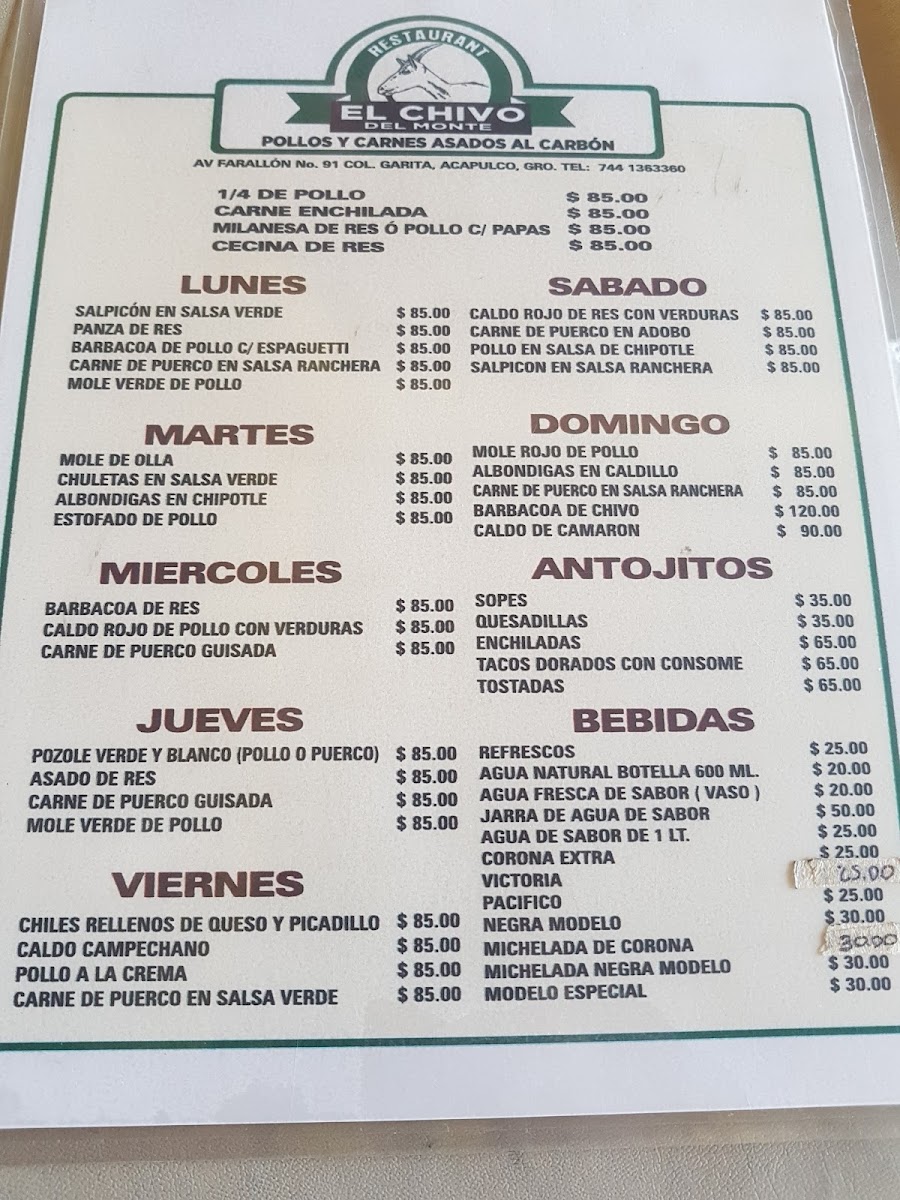 RESTAURANT
EL CHIVO
DEL MONTE
POLLOS Y CARNES ASADOS AL CARBÓN
AV FARALLÓN No. 91 COL. GARITA, ACAPULCO, GRO. TEL: 744 1363360
1/4 DE POLLO $ 85.00
CARNE ENCHILADA $ 85.00
MILANESA DE RES Ó POLLO C/ PAPAS $ 85.00
CECINA DE RES $ 85.00
LUNES
SALPICÓN EN SALSA VERDE $ 85.00
PANZA DE RES $ 85.00
BARBACOA DE POLLO C/ ESPAGUETTI $ 85.00
CARNE DE PUERCO EN SALSA RANCHERA $ 85.00
MOLE VERDE DE POLLO $ 85.00
MARTES
MOLE DE OLLA $ 85.00
CHULETAS EN SALSA VERDE $ 85.00
ALBONDIGAS EN CHIPOTLE $ 85.00
ESTOFADO DE POLLO $ 85.00
MIERCOLES
BARBACOA DE RES $ 85.00
CALDO ROJO DE POLLO CON VERDURAS $ 85.00
CARNE DE PUERCO GUISADA $ 85.00
JUEVES
POZOLE VERDE Y BLANCO (POLLO O PUERCO) $ 85.00
ASADO DE RES $ 85.00
CARNE DE PUERCO GUISADA $ 85.00
MOLE VERDE DE POLLO $ 85.00
VIERNES
CHILES RELLENOS DE QUESO Y PICADILLO $ 85.00
CALDO CAMPECHANO $ 85.00
POLLO A LA CREMA $ 85.00
CARNE DE PUERCO EN SALSA VERDE $ 85.00
SABADO
CALDO ROJO DE RES CON VERDURAS $ 85.00
CARNE DE PUERCO EN ADOBO $ 85.00
POLLO EN SALSA DE CHIPOTLE $ 85.00
SALPICON EN SALSA RANCHERA $ 85.00
DOMINGO
MOLE ROJO DE POLLO $ 85.00
ALBONDIGAS EN CALDILLO $ 85.00
CARNE DE PUERCO EN SALSA RANCHERA $ 85.00
BARBACOA DE CHIVO $ 120.00
CALDO DE CAMARON $ 90.00
ANTOJITOS
SOPES $ 35.00
QUESADILLAS $ 35.00
ENCHILADAS $ 65.00
TACOS DORADOS CON CONSOME $ 65.00
TOSTADAS $ 65.00
BEBIDAS
REFRESCOS $ 25.00
AGUA NATURAL BOTELLA 600 ML. $ 20.00
AGUA FRESCA DE SABOR ( VASO ) $ 20.00
JARRA DE AGUA DE SABOR $ 50.00
AGUA DE SABOR DE 1 LT. $ 25.00
CORONA EXTRA $ 25.00
VICTORIA 25.00
PACIFICO $ 25.00
NEGRA MODELO $ 30.00
MICHELADA DE CORONA 30.00
MICHELADA NEGRA MODELO $ 30.00
MODELO ESPECIAL $ 30.00